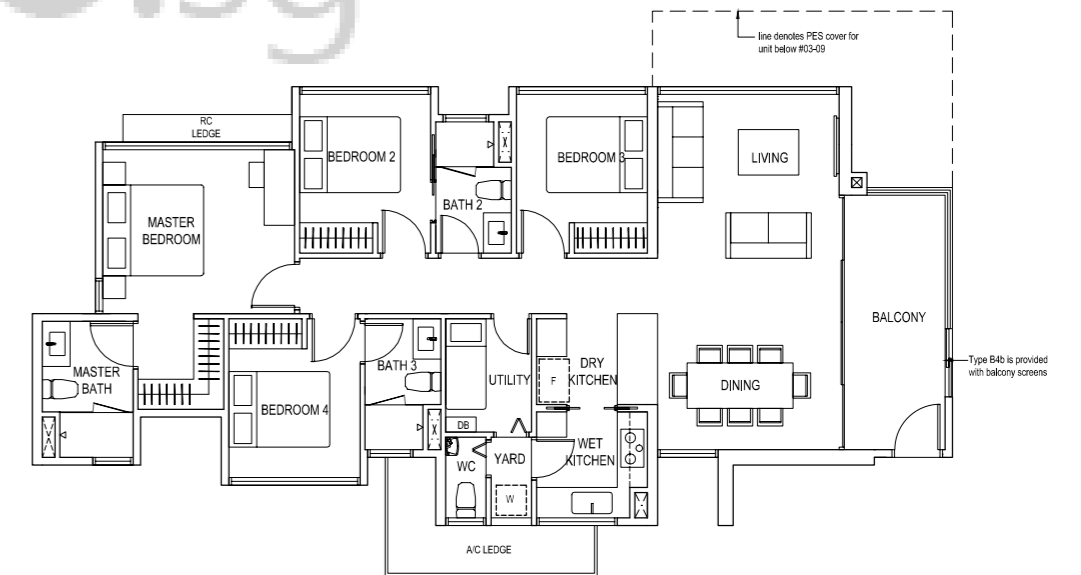 line denotes PES cover for
unit below #03-09
RC
LEDGE
BEDROOM 2
BEDROOM 3
LIVING
X
BATH 2
MASTER
BEDROOM
BALCONY
Type B4b is provided
with balcony screens
MASTER
BATH
BATH 3
UTILITY
F
DRY
KITCHEN
DINING
BEDROOM 4
X
DB
WC
YARD
WET
KITCHEN
W
A/C LEDGE